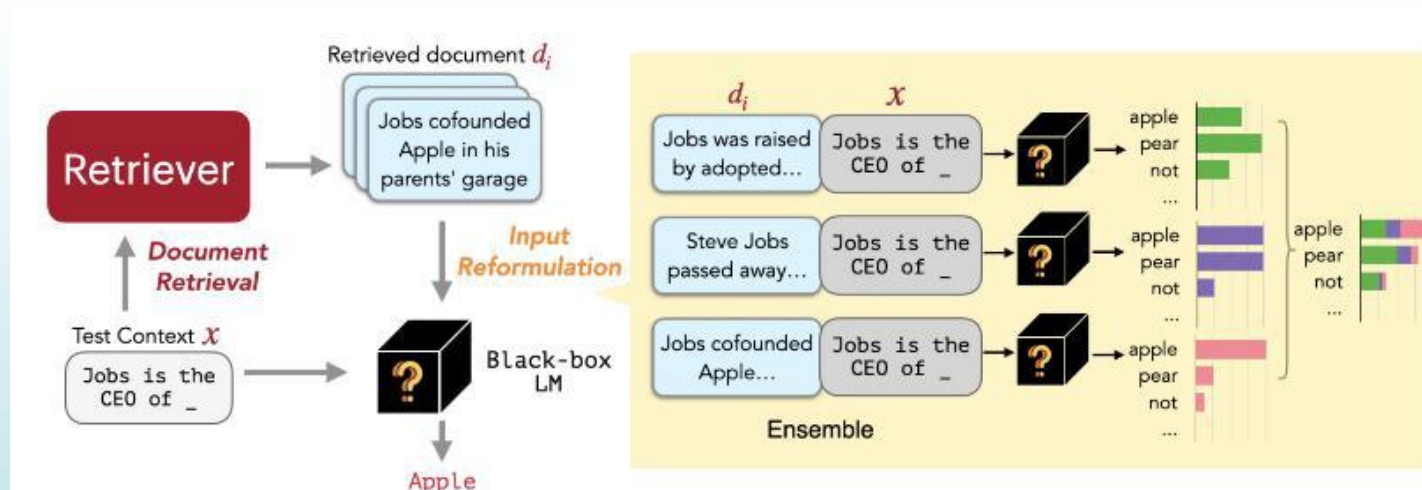 Retrieved document di
Retriever
Jobs cofounded
Apple in his
parents' garage
Document
Retrieval
Input
Reformulation
Test Context x
Jobs is the
CEO of _
?
Black-box
LM
Apple
di
x
Jobs was raised
by adopted...
Jobs is the
CEO of _
?
apple
pear
not
...
Steve Jobs
passed away...
Jobs is the
CEO of _
?
apple
pear
not
...
Jobs cofounded
Apple...
Jobs is the
CEO of _
?
apple
pear
not
...
apple
pear
not
...
Ensemble